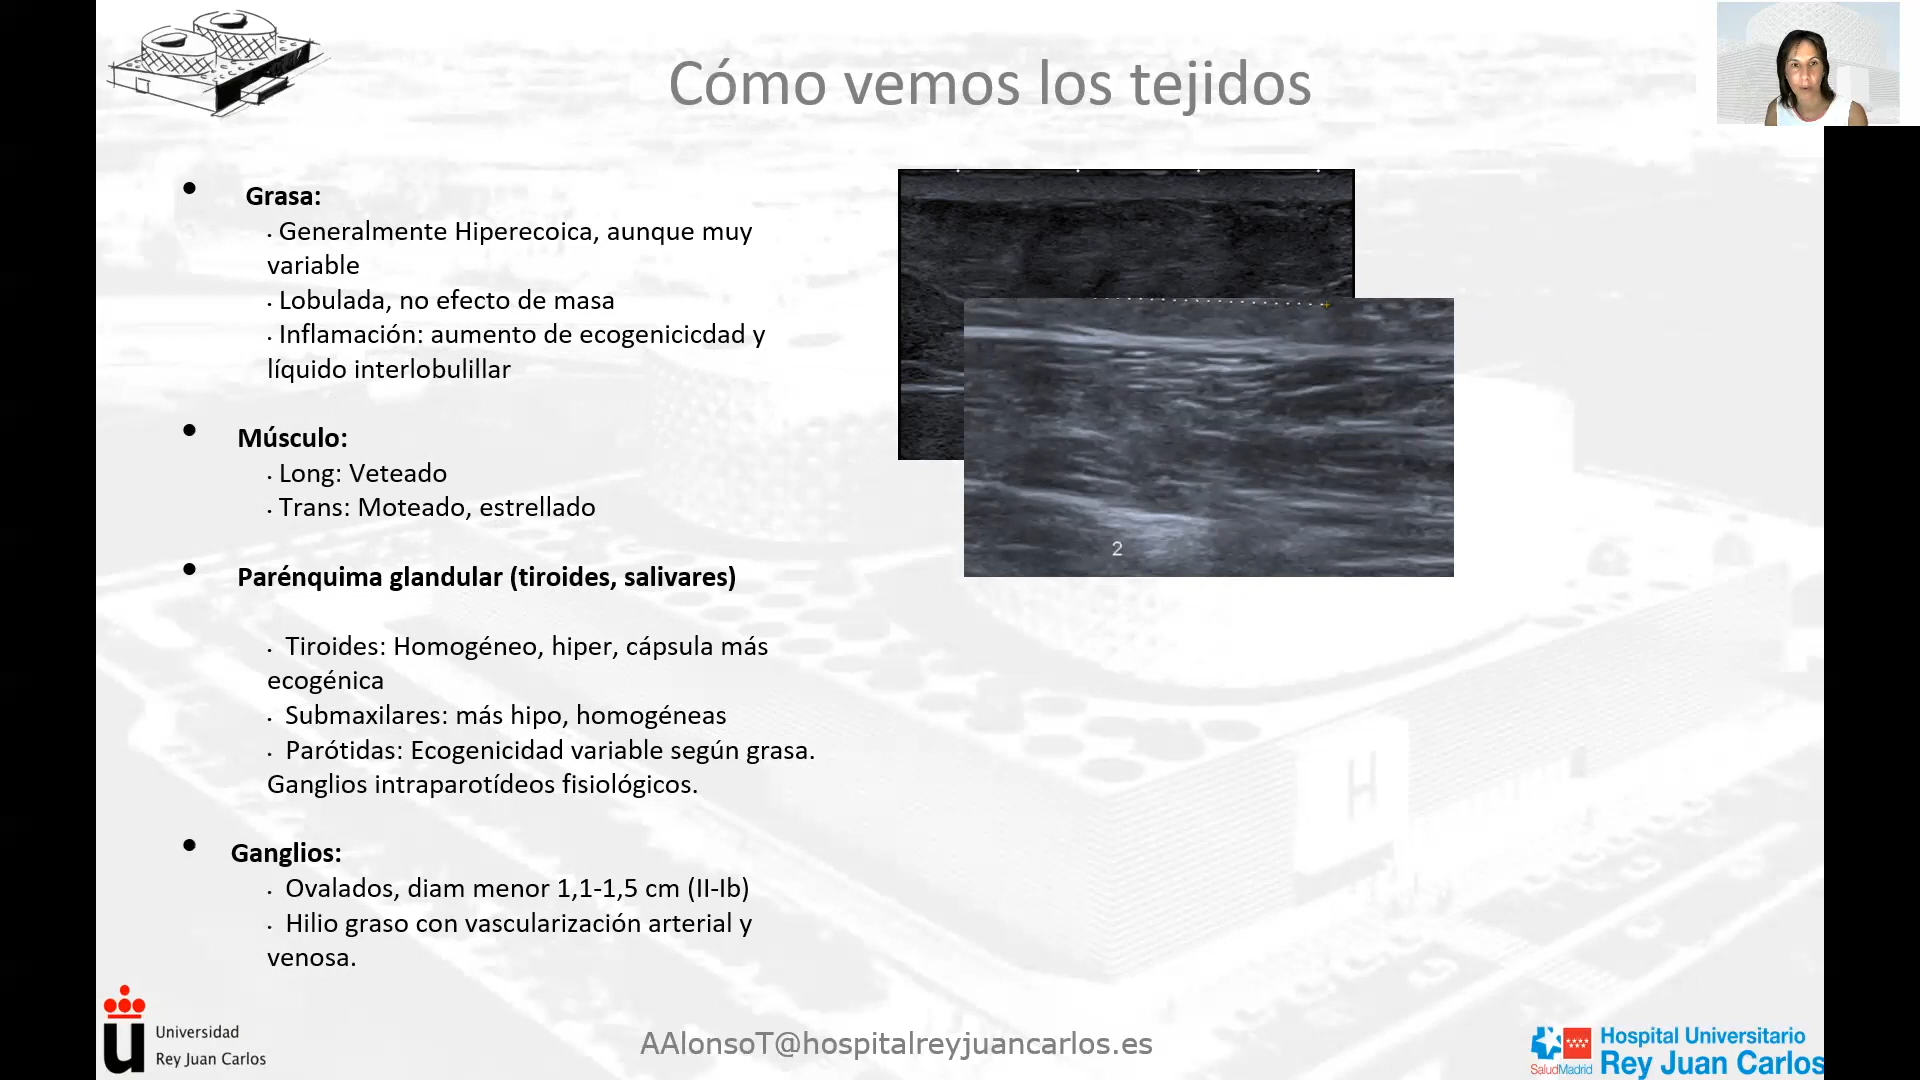 Cómo vemos los tejidos
• Grasa:
· Generalmente Hiperecoica, aunque muy
variable
· Lobulada, no efecto de masa
· Inflamación: aumento de ecogenicicdad y
líquido interlobulillar
• Músculo:
· Long: Veteado
· Trans: Moteado, estrellado
• Parénquima glandular (tiroides, salivares)
· Tiroides: Homogéneo, hiper, cápsula más
ecogénica
· Submaxilares: más hipo, homogéneas
· Parótidas: Ecogenicidad variable según grasa.
Ganglios intraparotídeos fisiológicos.
• Ganglios:
· Ovalados, diam menor 1,1-1,5 cm (II-Ib)
· Hilio graso con vascularización arterial y
venosa.
2
H
u Universidad
Rey Juan Carlos
AAlonsoT@hospitalreyjuancarlos.es
SaludMadrid
Hospital Universitario
Rey Juan Carlos